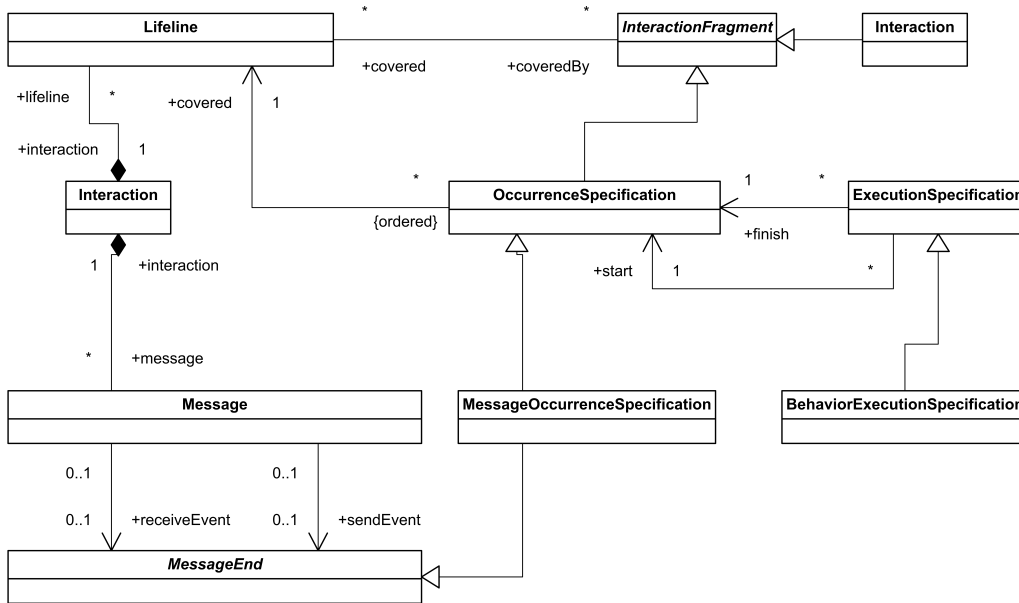 * *
Lifeline InteractionFragment Interaction
+covered +coveredBy
+lifeline * +covered 1
+interaction 1
* 1 *
Interaction OccurrenceSpecification ExecutionSpecification
{ordered} +finish
1 +interaction +start 1 *
* +message
Message MessageOccurrenceSpecification BehaviorExecutionSpecification
0..1 0..1
0..1 +receiveEvent 0..1 +sendEvent
MessageEnd